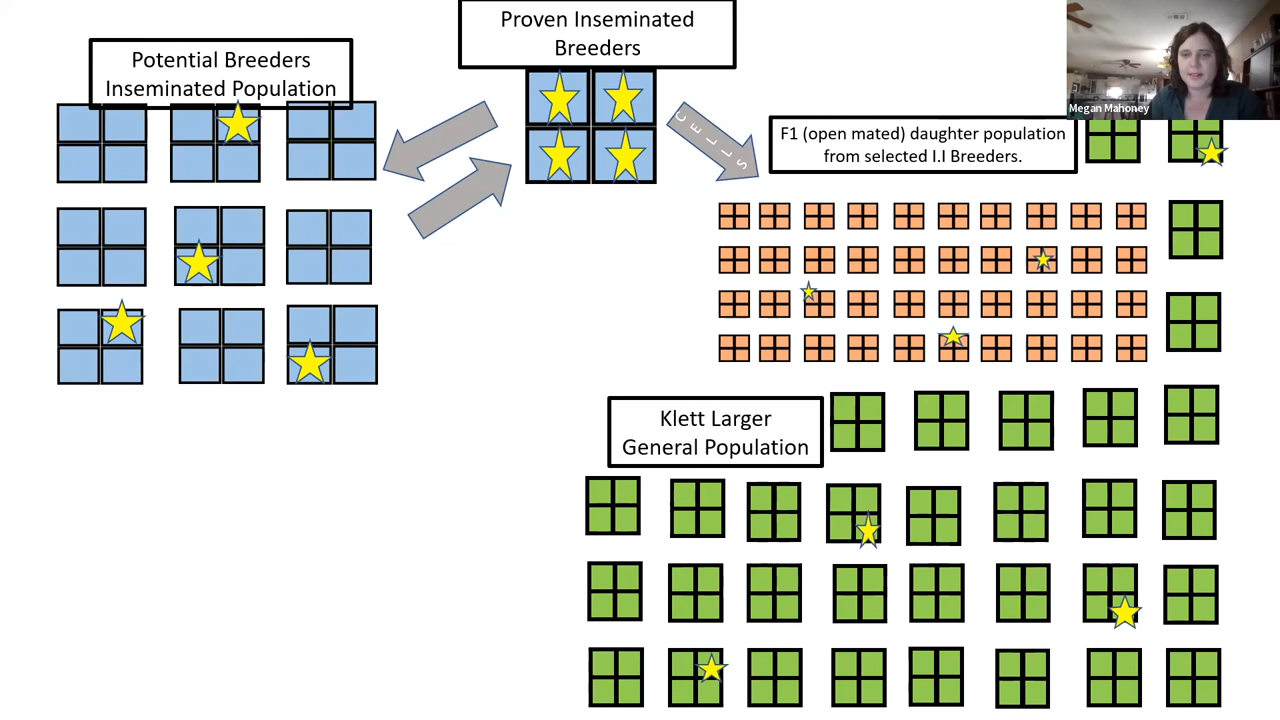 Proven Inseminated
Breeders
Potential Breeders
Inseminated Population
CELLS
Megan Mahoney
F1 (open mated) daughter population
from selected I.I Breeders.
Klett Larger
General Population